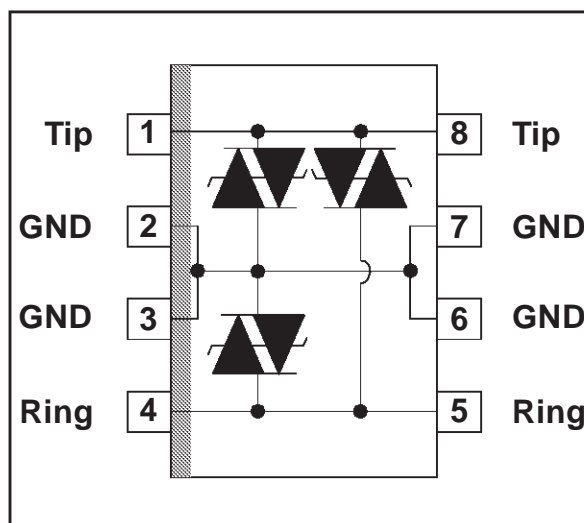 Tip 1 8 Tip
GND 2 7 GND
GND 3 6 GND
Ring 4 5 Ring